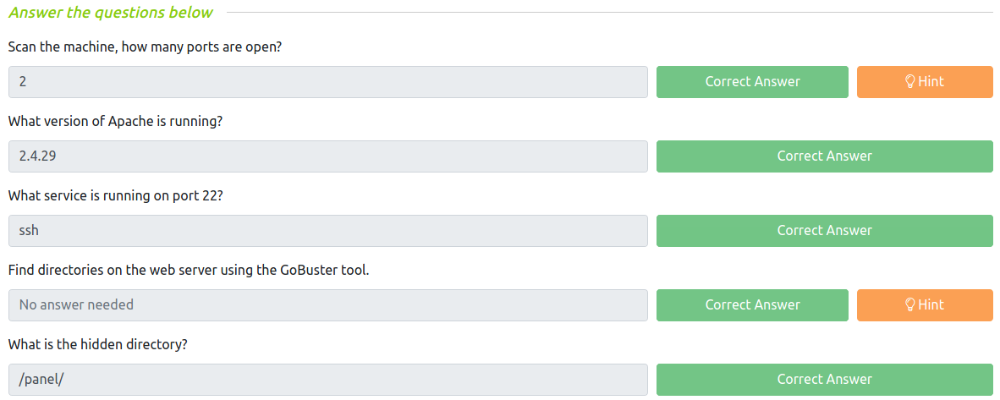 Answer the questions below
Scan the machine, how many ports are open?
2 Correct Answer Hint
What version of Apache is running?
2.4.29 Correct Answer
What service is running on port 22?
ssh Correct Answer
Find directories on the web server using the GoBuster tool.
No answer needed Correct Answer Hint
What is the hidden directory?
/panel/ Correct Answer